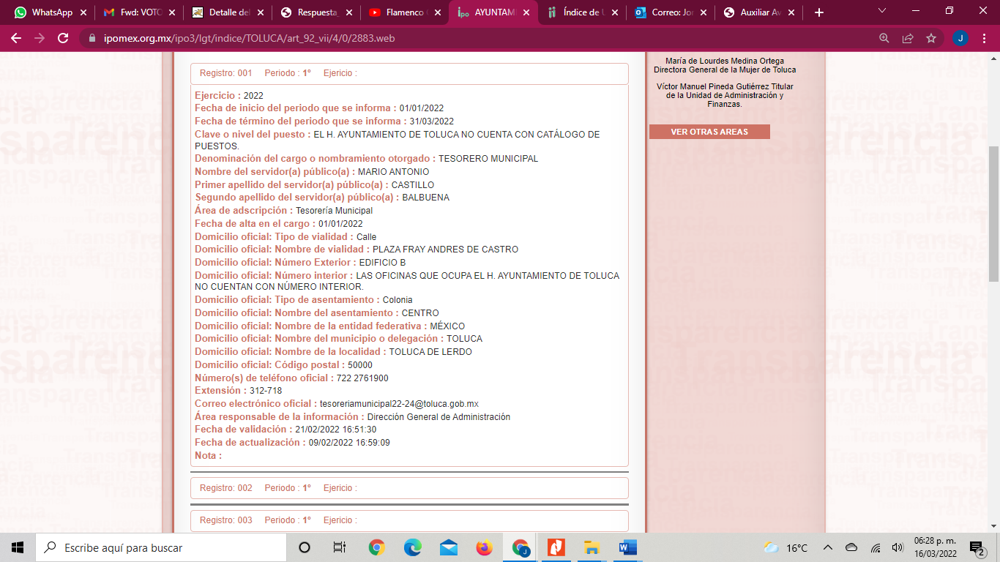 WhatsApp
Fwd: VOTO
Detalle del
Respuesta_
Flamenco
AYUNTAMI
Índice de
Correo: Jor
Auxiliar Av
ipomex.org.mx/ipo3/lgt/indice/TOLUCA/art_92_vii/4/0/2883.web
J
María de Lourdes Medina Ortega
Directora General de la Mujer de Toluca
Víctor Manuel Pineda Gutiérrez Titular
de la Unidad de Administración y
Finanzas.
VER OTRAS AREAS
Registro: 001 Periodo : 1° Ejercicio :
Ejercicio : 2022
Fecha de inicio del periodo que se informa : 01/01/2022
Fecha de término del periodo que se informa : 31/03/2022
Clave o nivel del puesto : EL H. AYUNTAMIENTO DE TOLUCA NO CUENTA CON CATÁLOGO DE
PUESTOS.
Denominación del cargo o nombramiento otorgado : TESORERO MUNICIPAL
Nombre del servidor(a) público(a) : MARIO ANTONIO
Primer apellido del servidor(a) público(a) : CASTILLO
Segundo apellido del servidor(a) público(a) : BALBUENA
Área de adscripción : Tesorería Municipal
Fecha de alta en el cargo : 01/01/2022
Domicilio oficial: Tipo de vialidad : Calle
Domicilio oficial: Nombre de vialidad : PLAZA FRAY ANDRES DE CASTRO
Domicilio oficial: Número Exterior : EDIFICIO B
Domicilio oficial: Número interior : LAS OFICINAS QUE OCUPA EL H. AYUNTAMIENTO DE TOLUCA
NO CUENTAN CON NÚMERO INTERIOR.
Domicilio oficial: Tipo de asentamiento : Colonia
Domicilio oficial: Nombre del asentamiento : CENTRO
Domicilio oficial: Nombre de la entidad federativa : MÉXICO
Domicilio oficial: Nombre del municipio o delegación : TOLUCA
Domicilio oficial: Nombre de la localidad : TOLUCA DE LERDO
Domicilio oficial: Código postal : 50000
Número(s) de teléfono oficial : 722 2761900
Extensión : 312-718
Correo electrónico oficial : tesoreriamunicipal22-24@toluca.gob.mx
Área responsable de la información : Dirección General de Administración
Fecha de validación : 21/02/2022 16:51:30
Fecha de actualización : 09/02/2022 16:59:09
Nota :
Registro: 002 Periodo : 1° Ejercicio :
Registro: 003 Periodo : 1° Ejercicio :
Escribe aquí para buscar
16°C
06:28 p. m.
16/03/2022
2